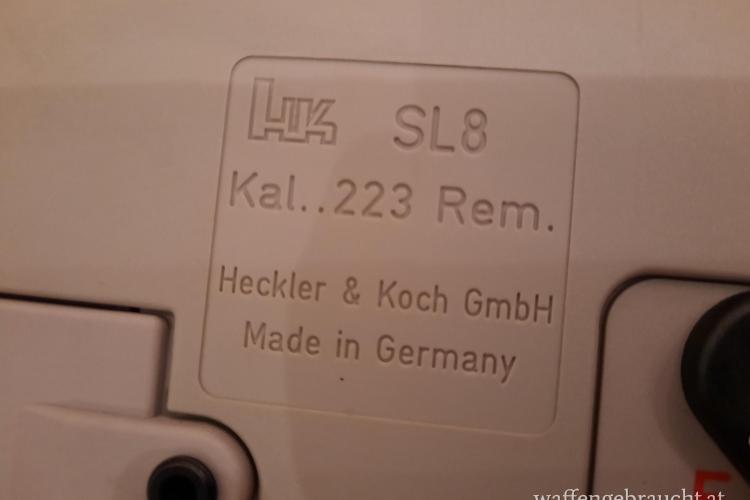 HK SL8
Kal..223 Rem.
Heckler & Koch GmbH
Made in Germany
F
waffengebraucht.at